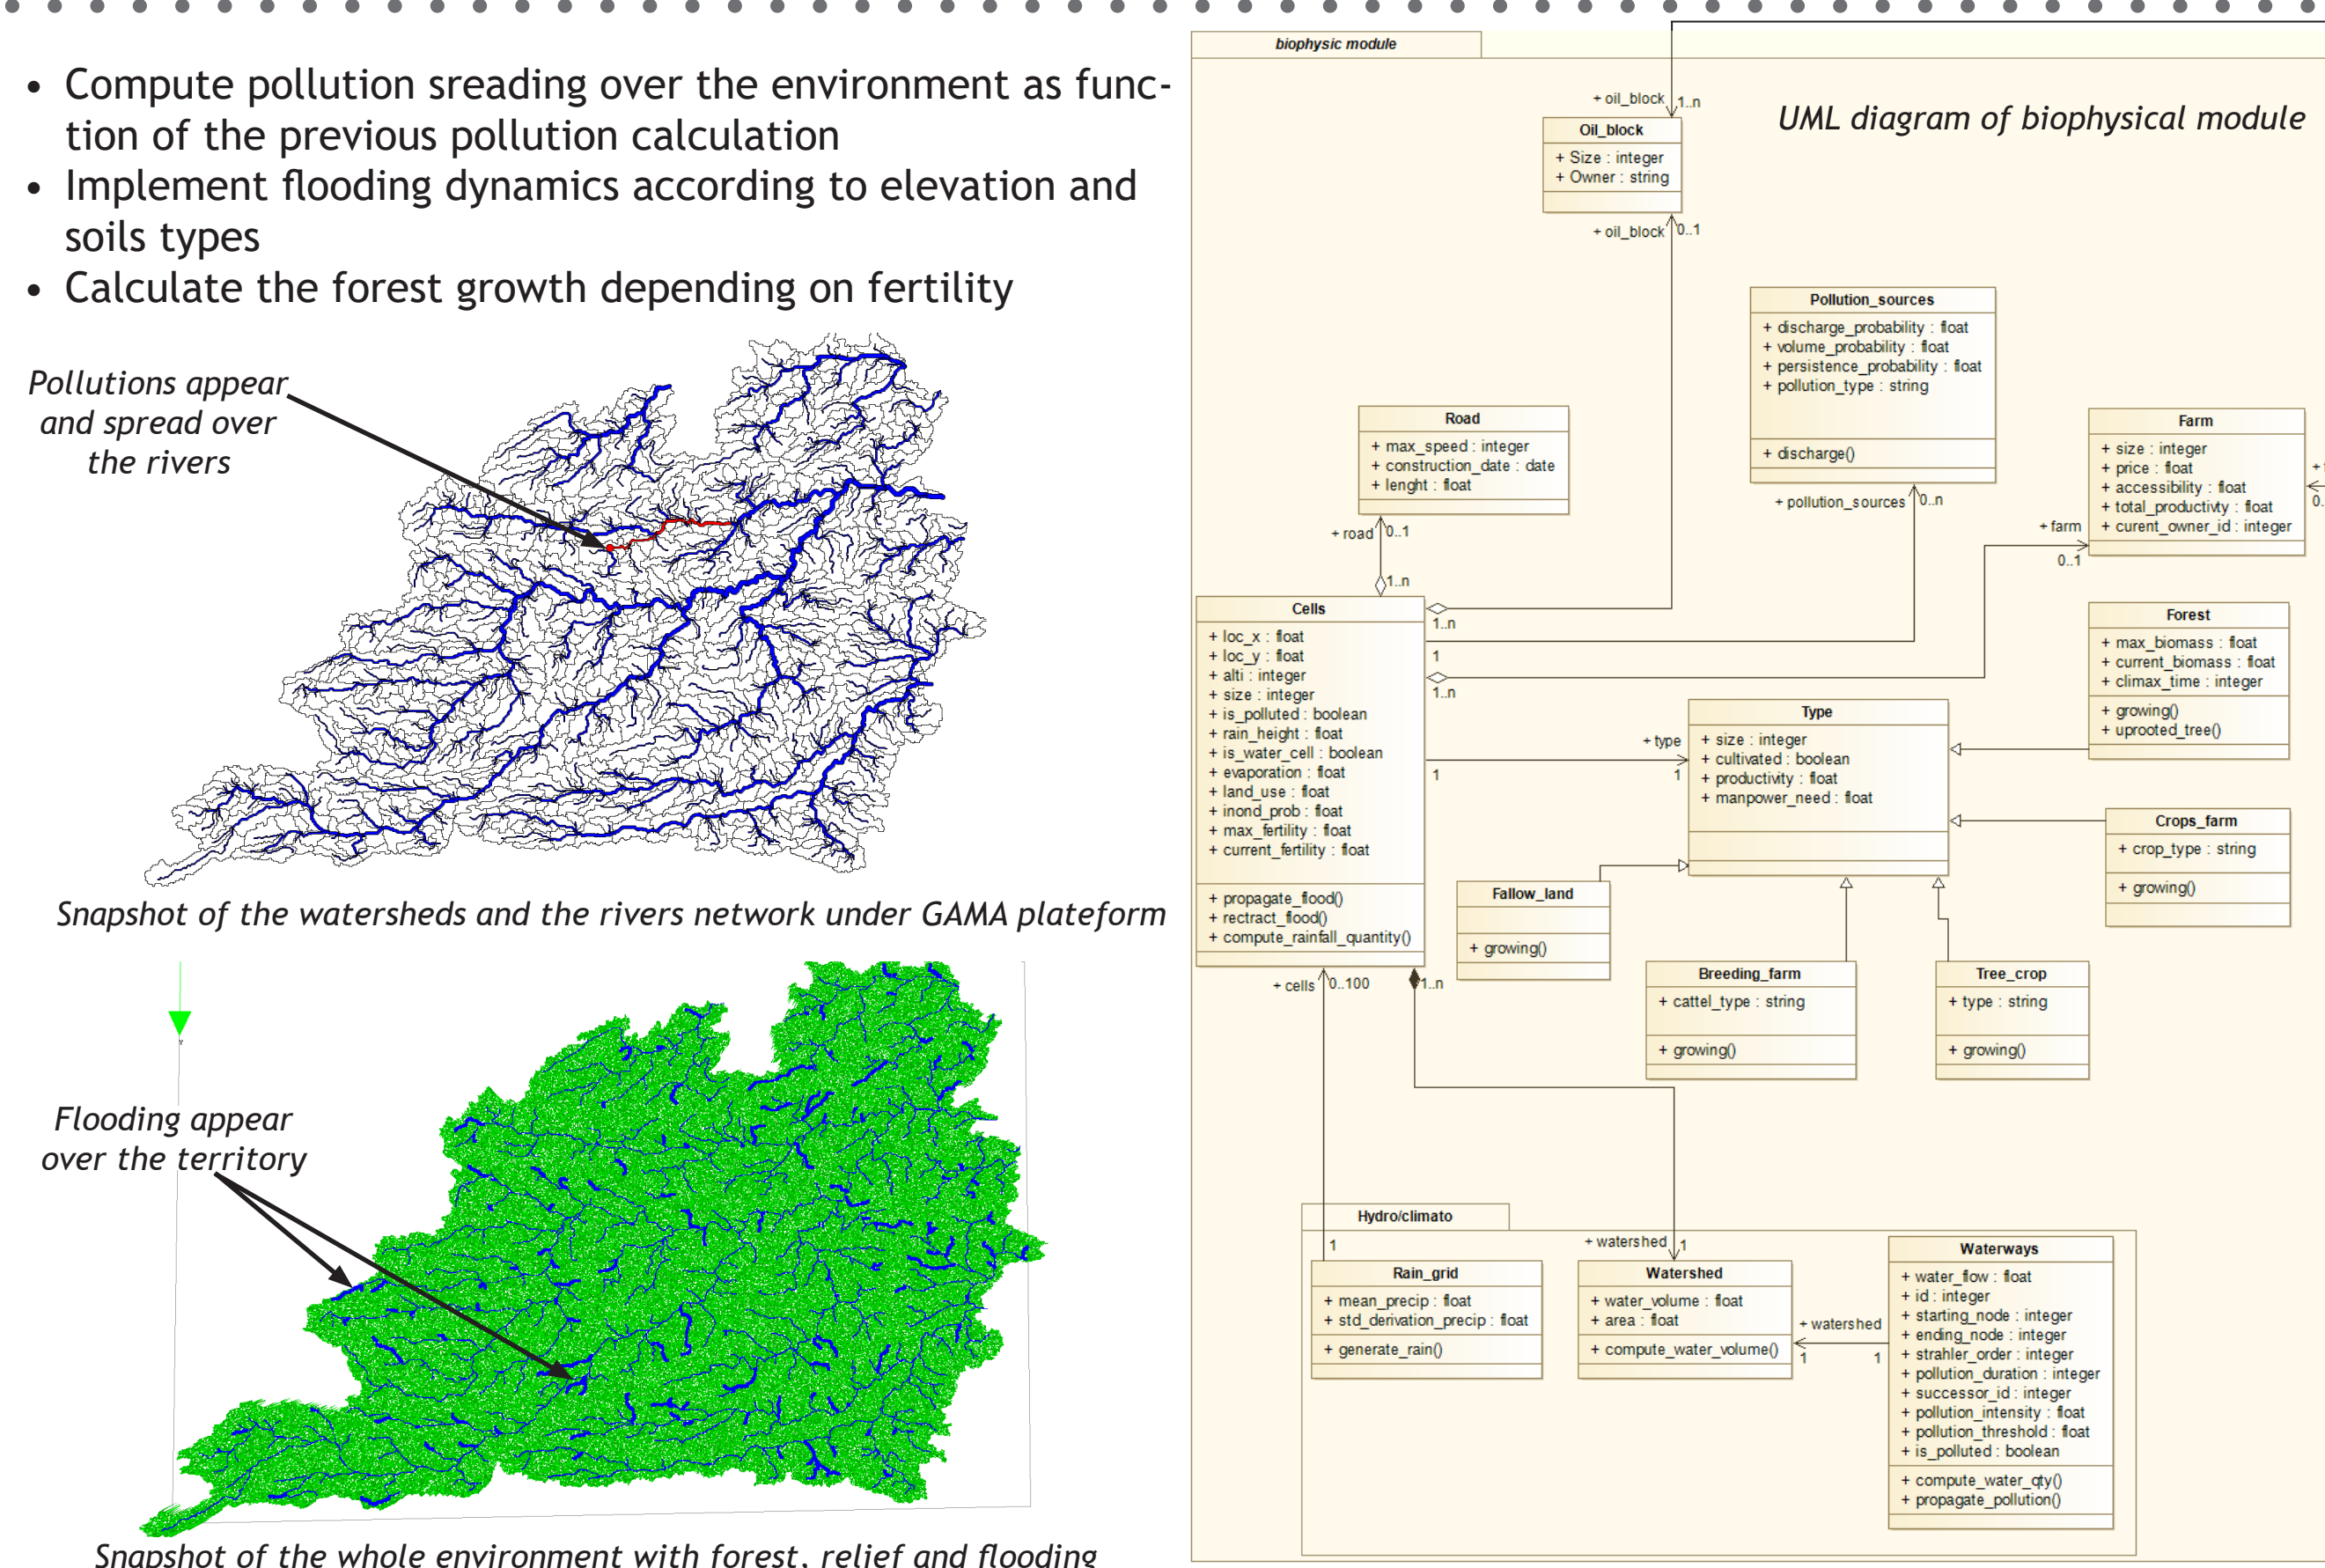 • Compute pollution sreading over the environment as func-
tion of the previous pollution calculation
• Implement flooding dynamics according to elevation and
soils types
• Calculate the forest growth depending on fertility
Pollutions appear
and spread over
the rivers
Snapshot of the watersheds and the rivers network under GAMA plateform
Flooding appear
over the territory
Snapshot of the whole environment with forest, relief and flooding
biophysic module
UML diagram of biophysical module
+ oil_block 1..n
Oil_block
+ Size : integer
+ Owner : string
+ oil_block 0..1
Pollution_sources
+ discharge_probability : float
+ volume_probability : float
+ persistence_probability : float
+ pollution_type : string
+ discharge()
+ pollution_sources 0..n
Road
+ max_speed : integer
+ construction_date : date
+ lenght : float
+ road 0..1
1..n
Farm
+ size : integer
+ price : float
+ accessibility : float
+ total_productivty : float
+ curent_owner_id : integer
+ farm
0..1
Cells
+ loc_x : float
+ loc_y : float
+ alti : integer
+ size : integer
+ is_polluted : boolean
+ rain_height : float
+ is_water_cell : boolean
+ evaporation : float
+ land_use : float
+ inond_prob : float
+ max_fertility : float
+ current_fertility : float
+ propagate_flood()
+ rectract_flood()
+ compute_rainfall_quantity()
1..n
1
1..n
1
+ type
1
Forest
+ max_biomass : float
+ current_biomass : float
+ climax_time : integer
+ growing()
+ uprooted_tree()
Type
+ size : integer
+ cultivated : boolean
+ productivity : float
+ manpower_need : float
Crops_farm
+ crop_type : string
+ growing()
Fallow_land
+ growing()
Breeding_farm
+ cattel_type : string
+ growing()
Tree_crop
+ type : string
+ growing()
+ cells 0..100
1..n
Hydro/climato
1
+ watershed 1
Rain_grid
+ mean_precip : float
+ std_derivation_precip : float
+ generate_rain()
Watershed
+ water_volume : float
+ area : float
+ compute_water_volume()
+ watershed
1 1
Waterways
+ water_flow : float
+ id : integer
+ starting_node : integer
+ ending_node : integer
+ strahler_order : integer
+ pollution_duration : integer
+ successor_id : integer
+ pollution_intensity : float
+ pollution_threshold : float
+ is_polluted : boolean
+ compute_water_qty()
+ propagate_pollution()